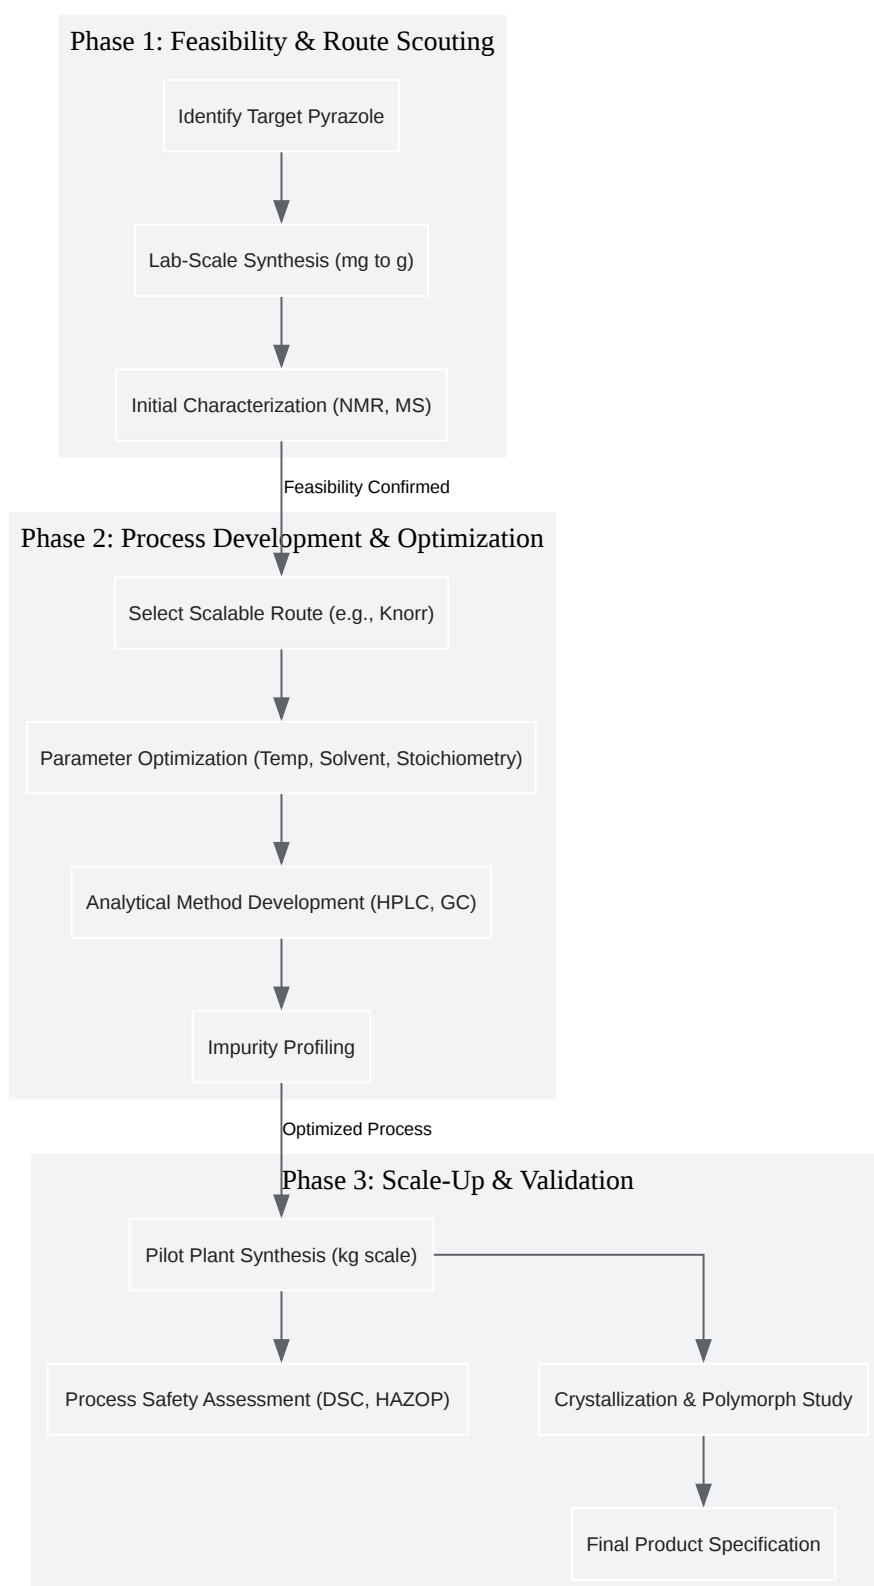 Phase 1: Feasibility & Route Scouting
Identify Target Pyrazole
Lab-Scale Synthesis (mg to g)
Initial Characterization (NMR, MS)
Feasibility Confirmed
Phase 2: Process Development & Optimization
Select Scalable Route (e.g., Knorr)
Parameter Optimization (Temp, Solvent, Stoichiometry)
Analytical Method Development (HPLC, GC)
Impurity Profiling
Optimized Process
Phase 3: Scale-Up & Validation
Pilot Plant Synthesis (kg scale)
Process Safety Assessment (DSC, HAZOP)
Crystallization & Polymorph Study
Final Product Specification